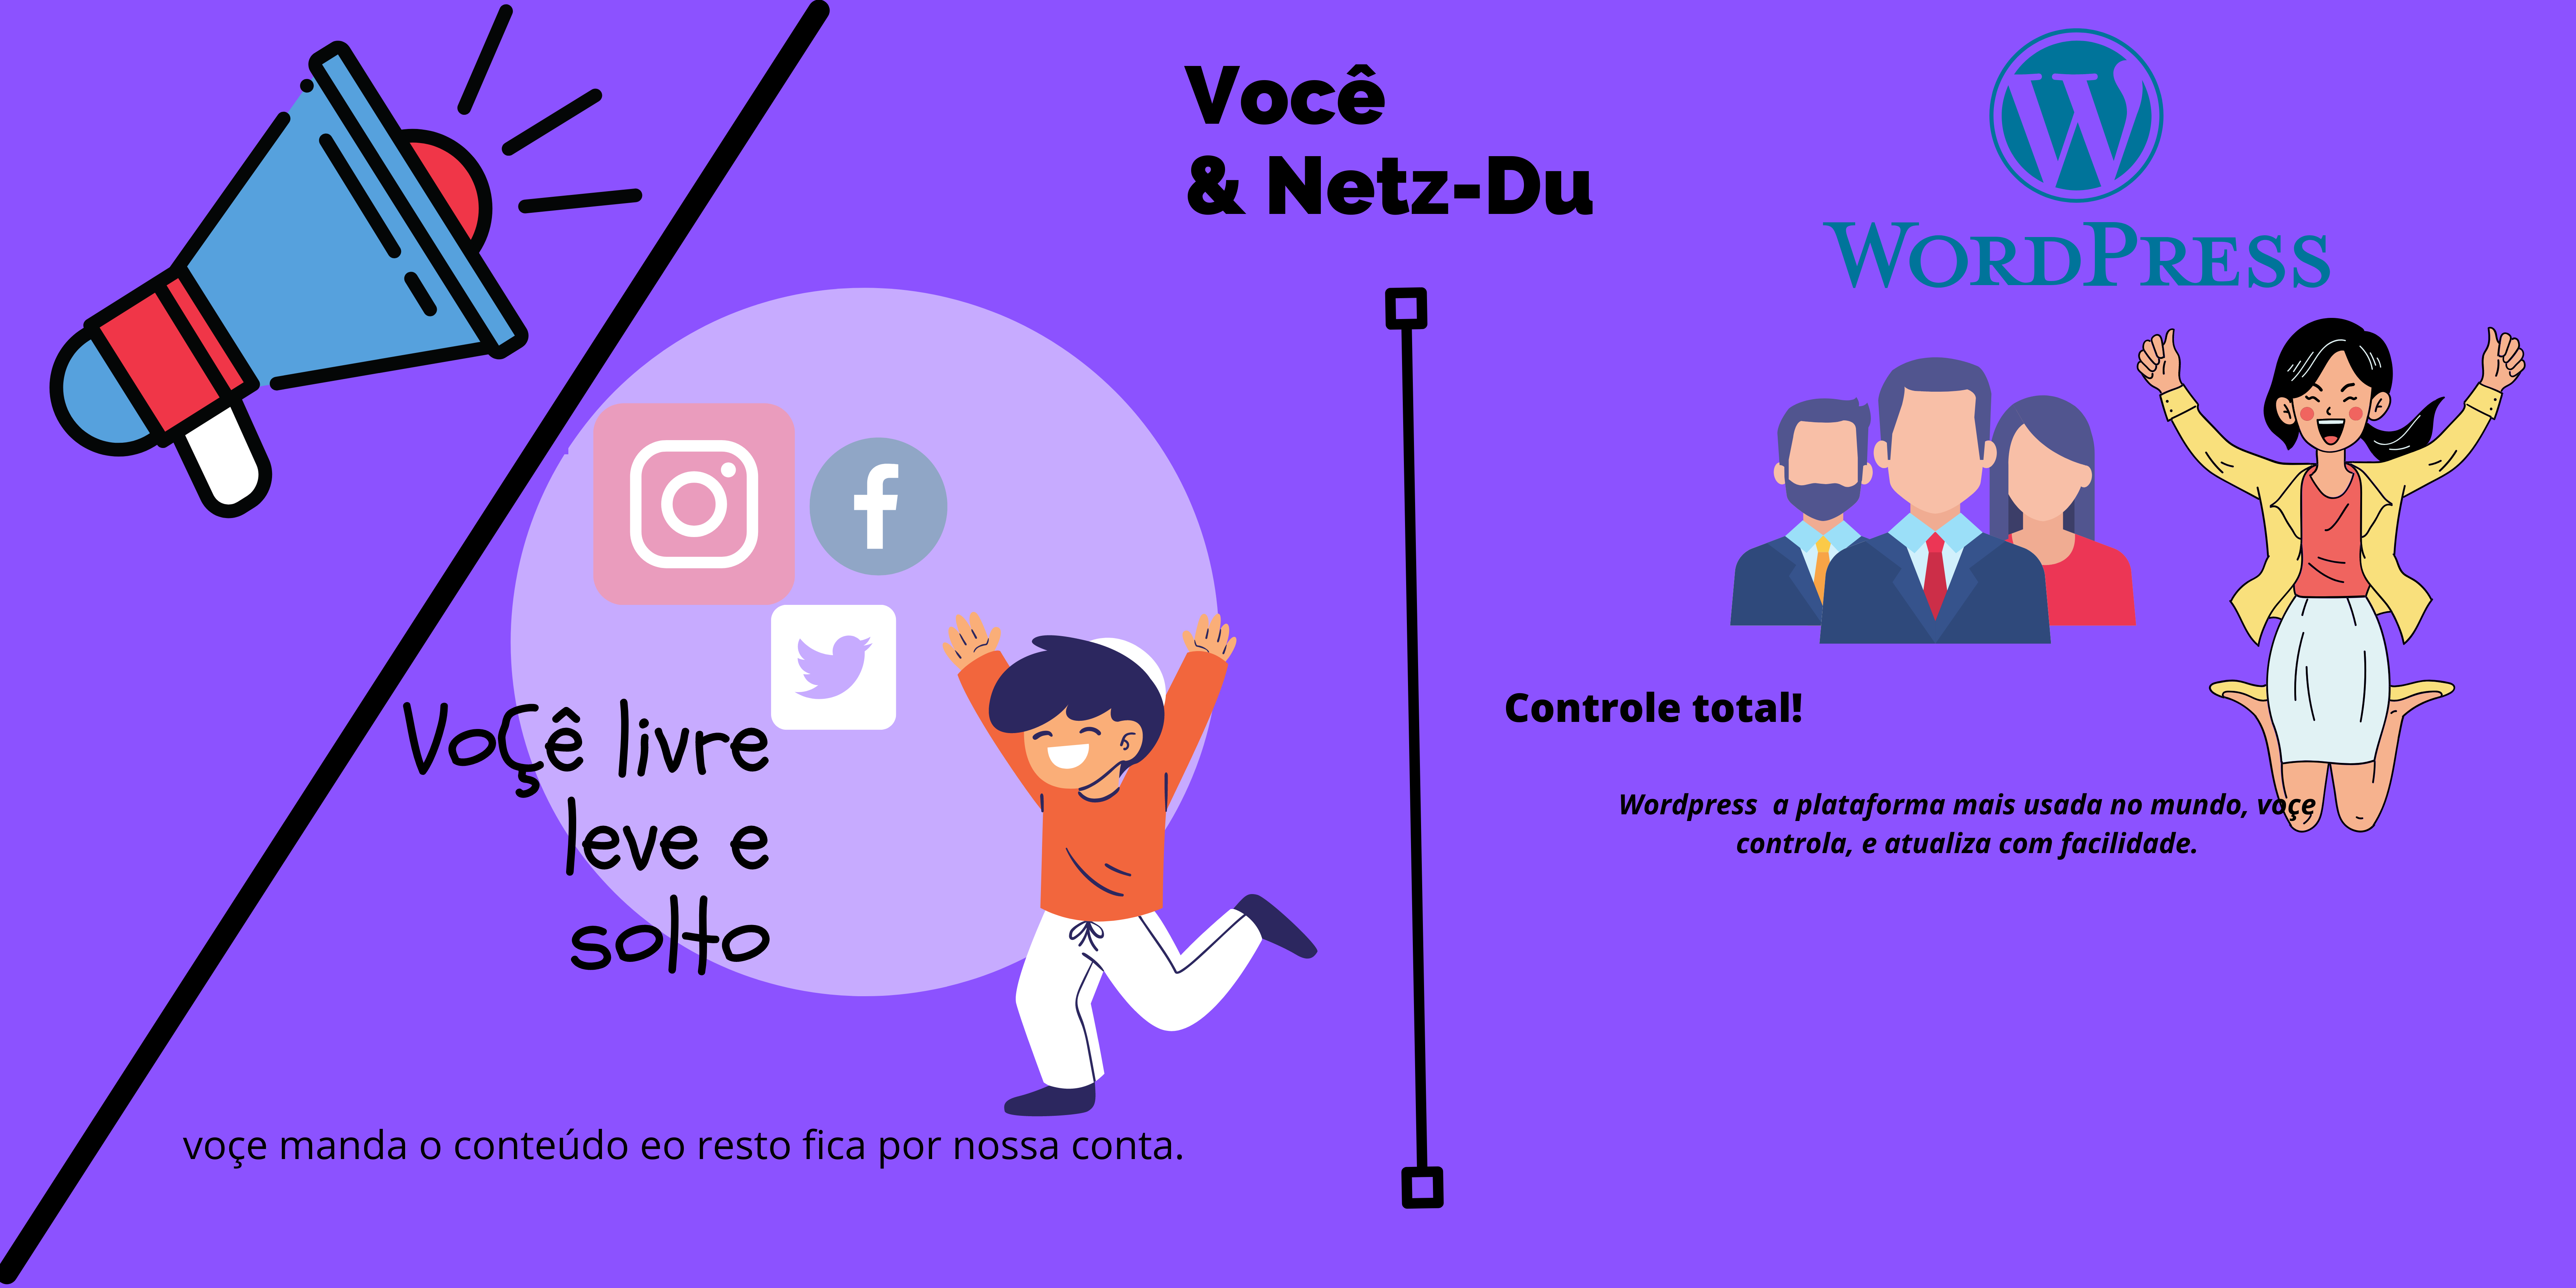 Você
& Netz-Du
WORDPRESS
Voçê livre
leve e
solto
voçe manda o conteúdo eo resto fica por nossa conta.
Controle total!
Wordpress  a plataforma mais usada no mundo, voçe
controla, e atualiza com facilidade.